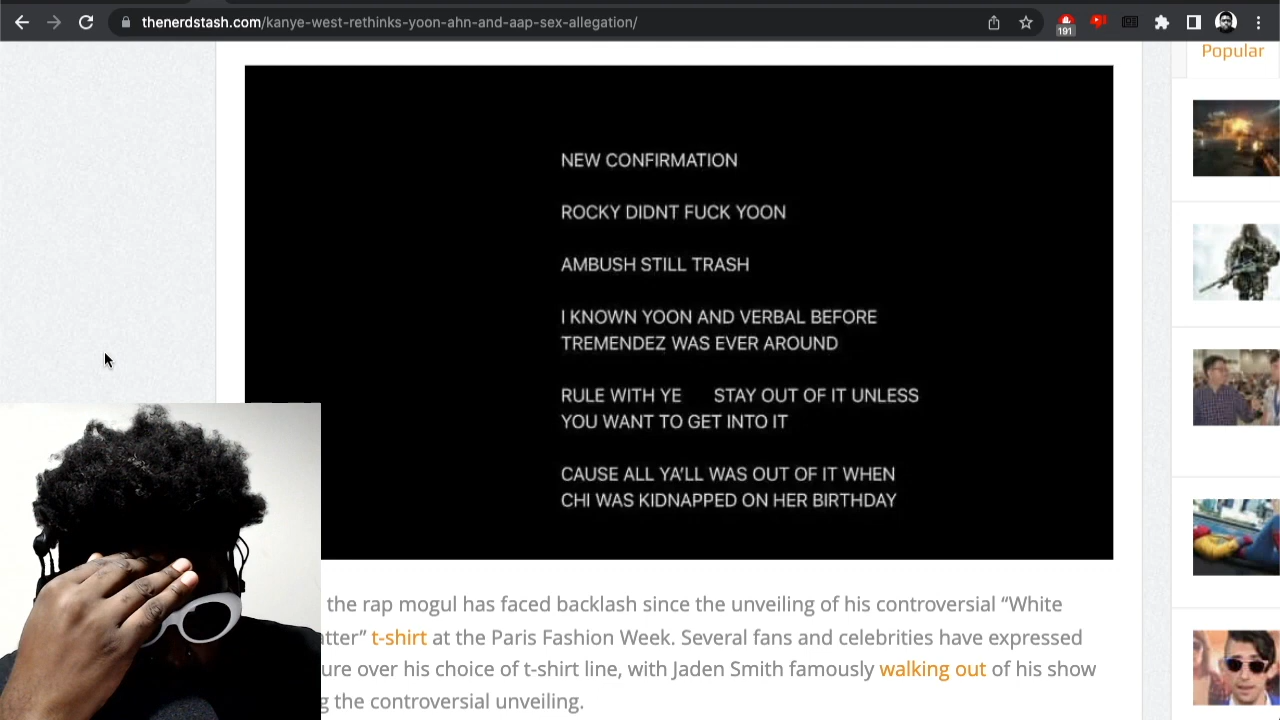 thenerdstash.com/kanye-west-rethinks-yoon-ahn-and-aap-sex-allegation/
191
Popular
NEW CONFIRMATION
ROCKY DIDNT FUCK YOON
AMBUSH STILL TRASH
I KNOWN YOON AND VERBAL BEFORE
TREMENDEZ WAS EVER AROUND
RULE WITH YE STAY OUT OF IT UNLESS
YOU WANT TO GET INTO IT
CAUSE ALL YA'LL WAS OUT OF IT WHEN
CHI WAS KIDNAPPED ON HER BIRTHDAY
the rap mogul has faced backlash since the unveiling of his controversial “White
tter” t-shirt at the Paris Fashion Week. Several fans and celebrities have expressed
ure over his choice of t-shirt line, with Jaden Smith famously walking out of his show
g the controversial unveiling.